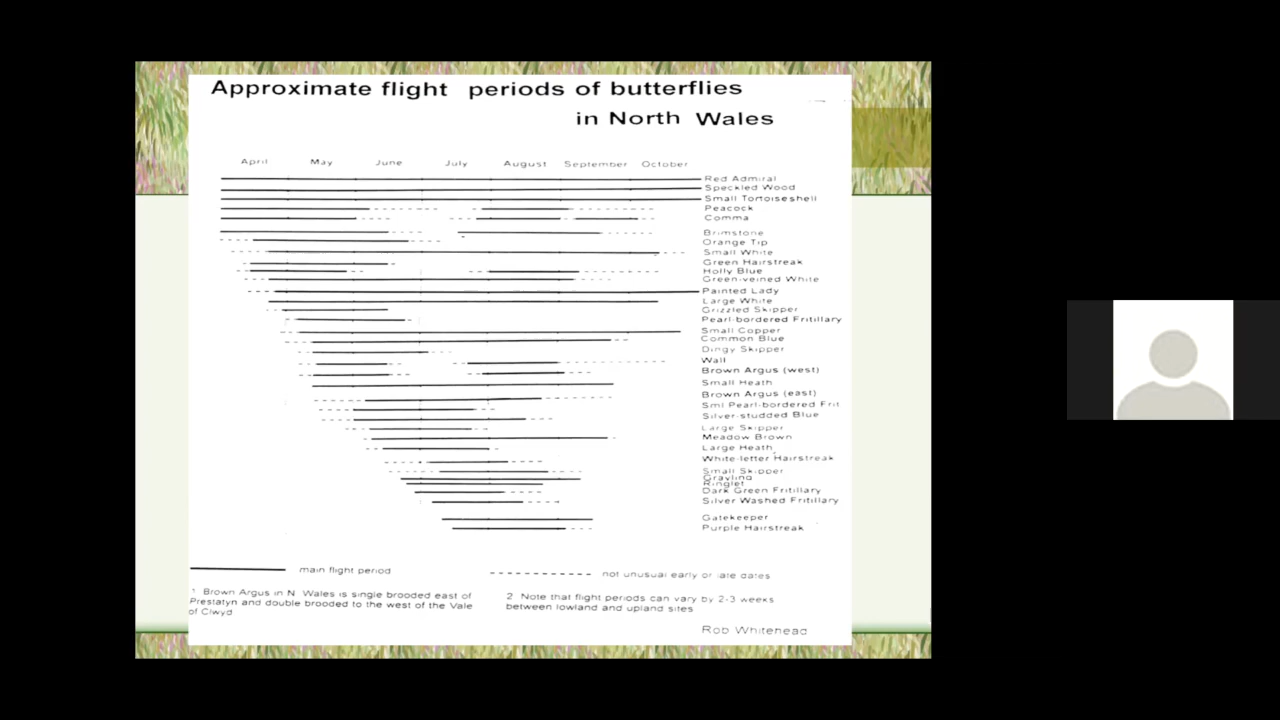 Approximate flight periods of butterflies
in North Wales
April May June July August September October
Red Admiral
Speckled Wood
Small Tortoiseshell
Peacock
Comma
Brimstone
Orange Tip
Small White
Green Hairstreak
Holly Blue
Green-veined White
Painted Lady
Large White
Grizzled Skipper
Pearl-bordered Fritillary
Small Copper
Common Blue
Dingy Skipper
Wall
Brown Argus (west)
Small Heath
Brown Argus (east)
Sml Pearl-bordered Frit
Silver-studded Blue
Large Skipper
Meadow Brown
Large Heath
White-letter Hairstreak
Small Skipper
Grayling
Ringlet
Dark Green Fritillary
Silver Washed Fritillary
Gatekeeper
Purple Hairstreak
main flight period
not unusual early or late dates
1 Brown Argus in N Wales is single brooded east of
Prestatyn and double brooded to the west of the Vale
of Clwyd
2 Note that flight periods can vary by 2-3 weeks
between lowland and upland sites
Rob Whitehead